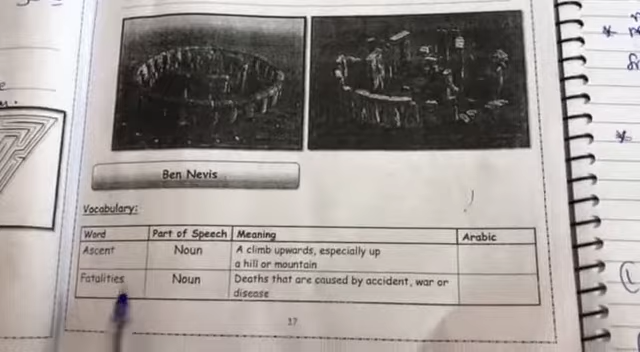 Ben Nevis
Vocabulary:
Word Part of Speech Meaning Arabic
Ascent Noun A climb upwards, especially up
a hill or mountain
Fatalities Noun Deaths that are caused by accident, war or
disease
37